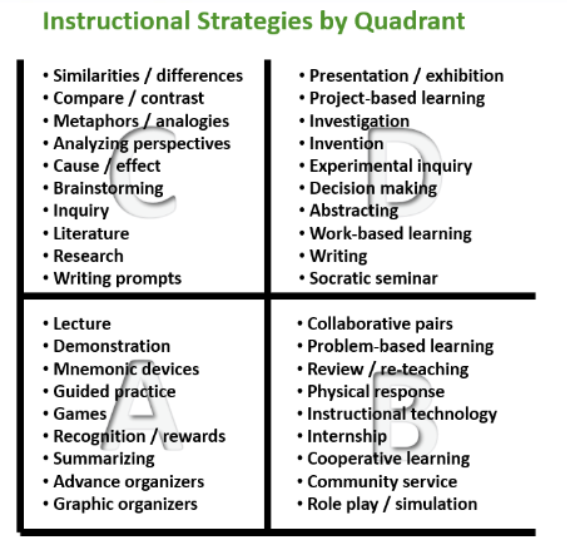 Instructional Strategies by Quadrant
• Similarities / differences
• Compare / contrast
• Metaphors / analogies
• Analyzing perspectives
• Cause / effect
• Brainstorming
• Inquiry
• Literature
• Research
• Writing prompts
C
• Presentation / exhibition
• Project-based learning
• Investigation
• Invention
• Experimental inquiry
• Decision making
• Abstracting
• Work-based learning
• Writing
• Socratic seminar
D
• Lecture
• Demonstration
• Mnemonic devices
• Guided practice
• Games
• Recognition / rewards
• Summarizing
• Advance organizers
• Graphic organizers
A
• Collaborative pairs
• Problem-based learning
• Review / re-teaching
• Physical response
• Instructional technology
• Internship
• Cooperative learning
• Community service
• Role play / simulation
B